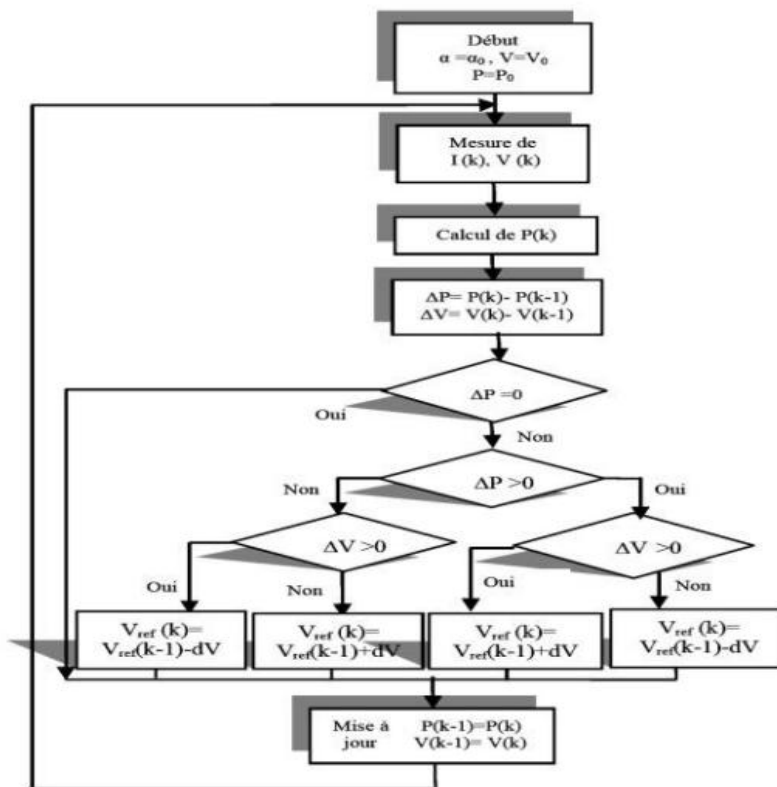 Début
α =α₀ , V=V₀
P=P₀
Mesure de
I (k), V (k)
Calcul de P(k)
ΔP= P(k)- P(k-1)
ΔV= V(k)- V(k-1)
ΔP =0
Oui
Non
ΔP >0
Non
Oui
ΔV >0
ΔV >0
Oui
Non
Oui
Non
Vref (k)=
Vref(k-1)-dV
Vref (k)=
Vref(k-1)+dV
Vref (k)=
Vref(k-1)+dV
Vref (k)=
Vref(k-1)-dV
Mise à P(k-1)=P(k)
jour V(k-1)= V(k)